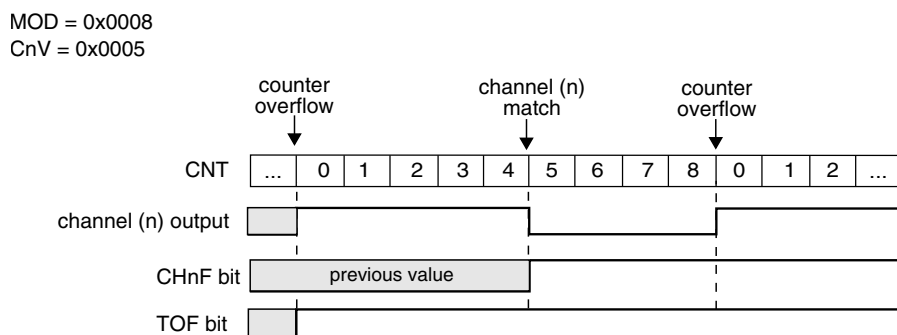 MOD = 0x0008
CnV = 0x0005
counter
overflow
channel (n)
match
counter
overflow
CNT ... 0 1 2 3 4 5 6 7 8 0 1 2 ...
channel (n) output
CHnF bit previous value
TOF bit